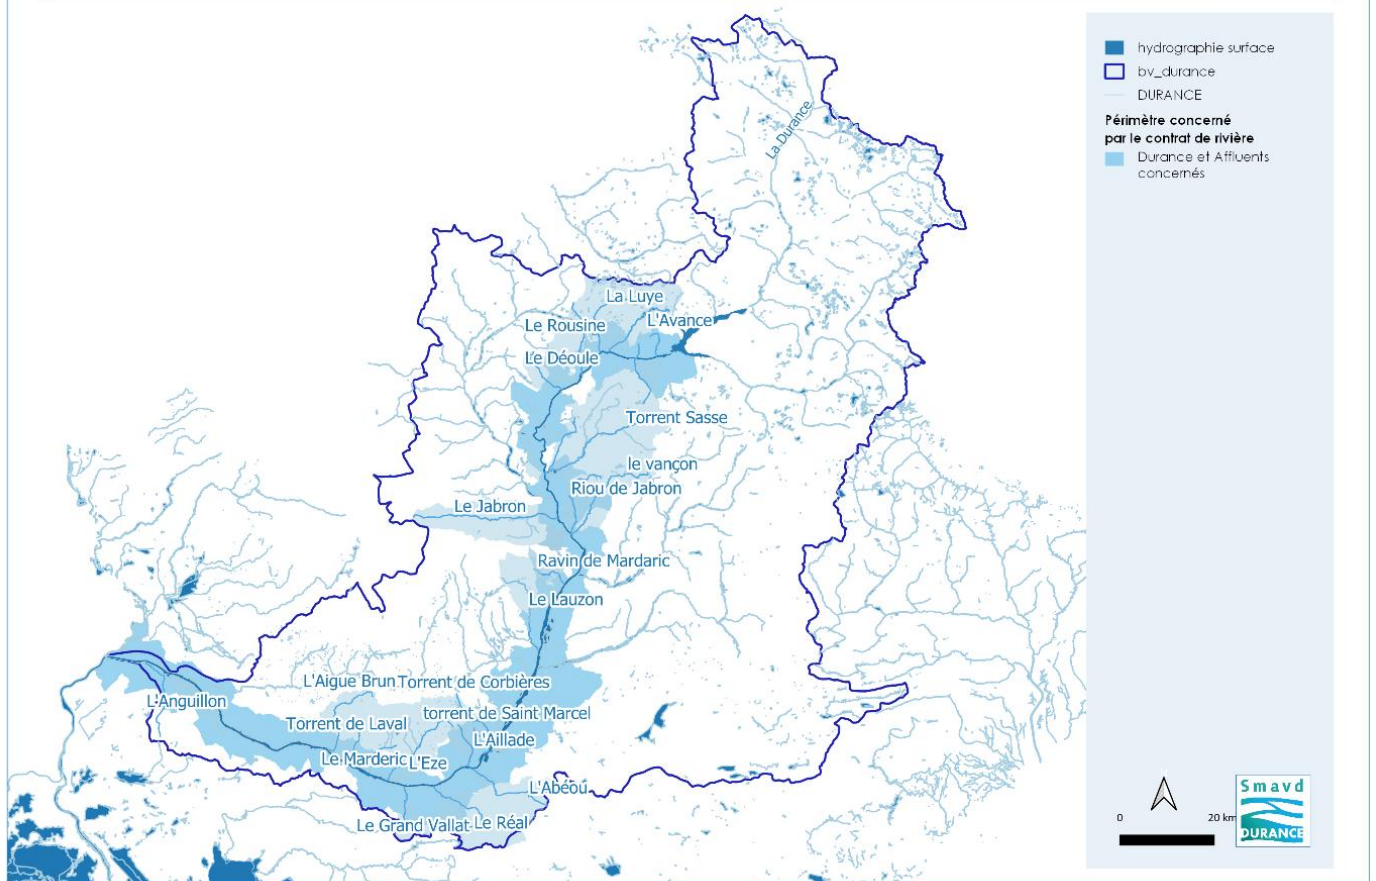 hydrographie surface
bv_durance
DURANCE
Périmètre concerné
par le contrat de rivière
Durance et Affluents
concernés
La Durance
La Luye
L'Avance
Le Rousine
Le Déoule
Torrent Sasse
le vançon
Riou de Jabron
Le Jabron
Ravin de Mardaric
Le Lauzon
L'Aigue Brun
Torrent de Corbières
L'Anguillon
torrent de Saint Marcel
Torrent de Laval
L'Aillade
Le Marderic
L'Eze
L'Abéou
Le Grand Vallat
Le Réal
0 20 km
Smavd
DURANCE